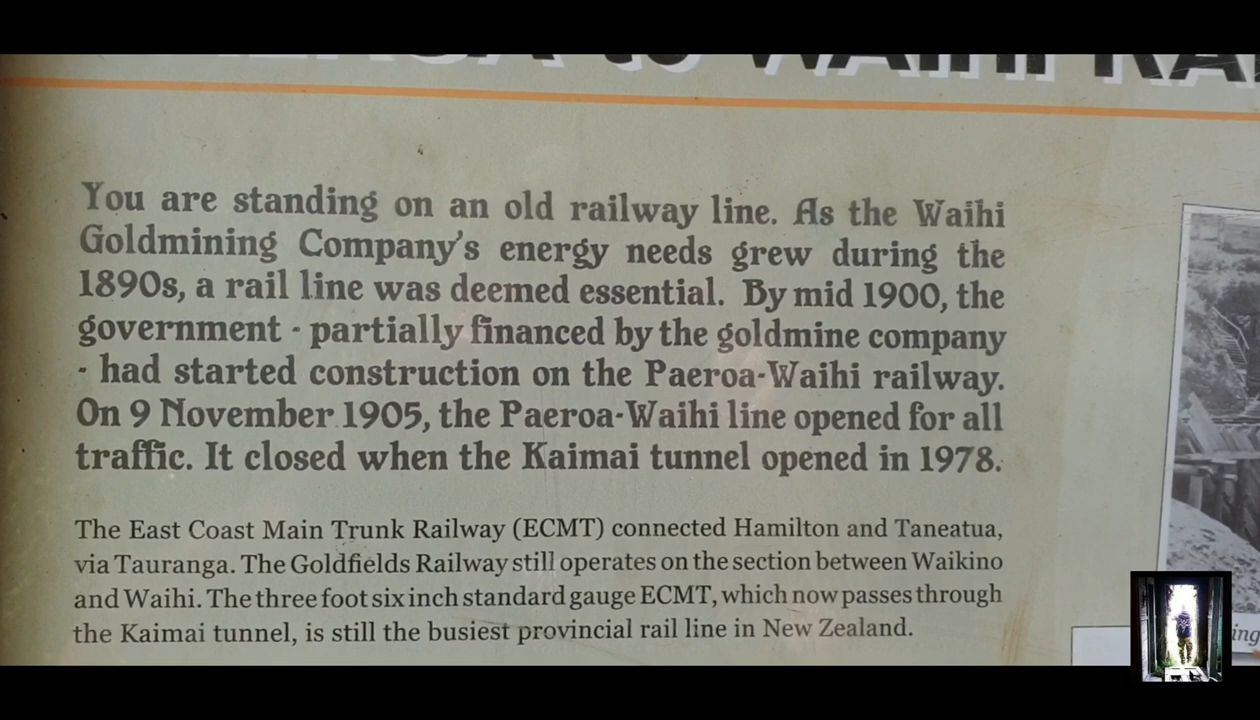 to WAIHI RAI
You are standing on an old railway line. As the Waihi
Goldmining Company's energy needs grew during the
1890s, a rail line was deemed essential. By mid 1900, the
government - partially financed by the goldmine company
- had started construction on the Paeroa-Waihi railway.
On 9 November 1905, the Paeroa-Waihi line opened for all
traffic. It closed when the Kaimai tunnel opened in 1978.
The East Coast Main Trunk Railway (ECMT) connected Hamilton and Taneatua,
via Tauranga. The Goldfields Railway still operates on the section between Waikino
and Waihi. The three foot six inch standard gauge ECMT, which now passes through
the Kaimai tunnel, is still the busiest provincial rail line in New Zealand.
ing